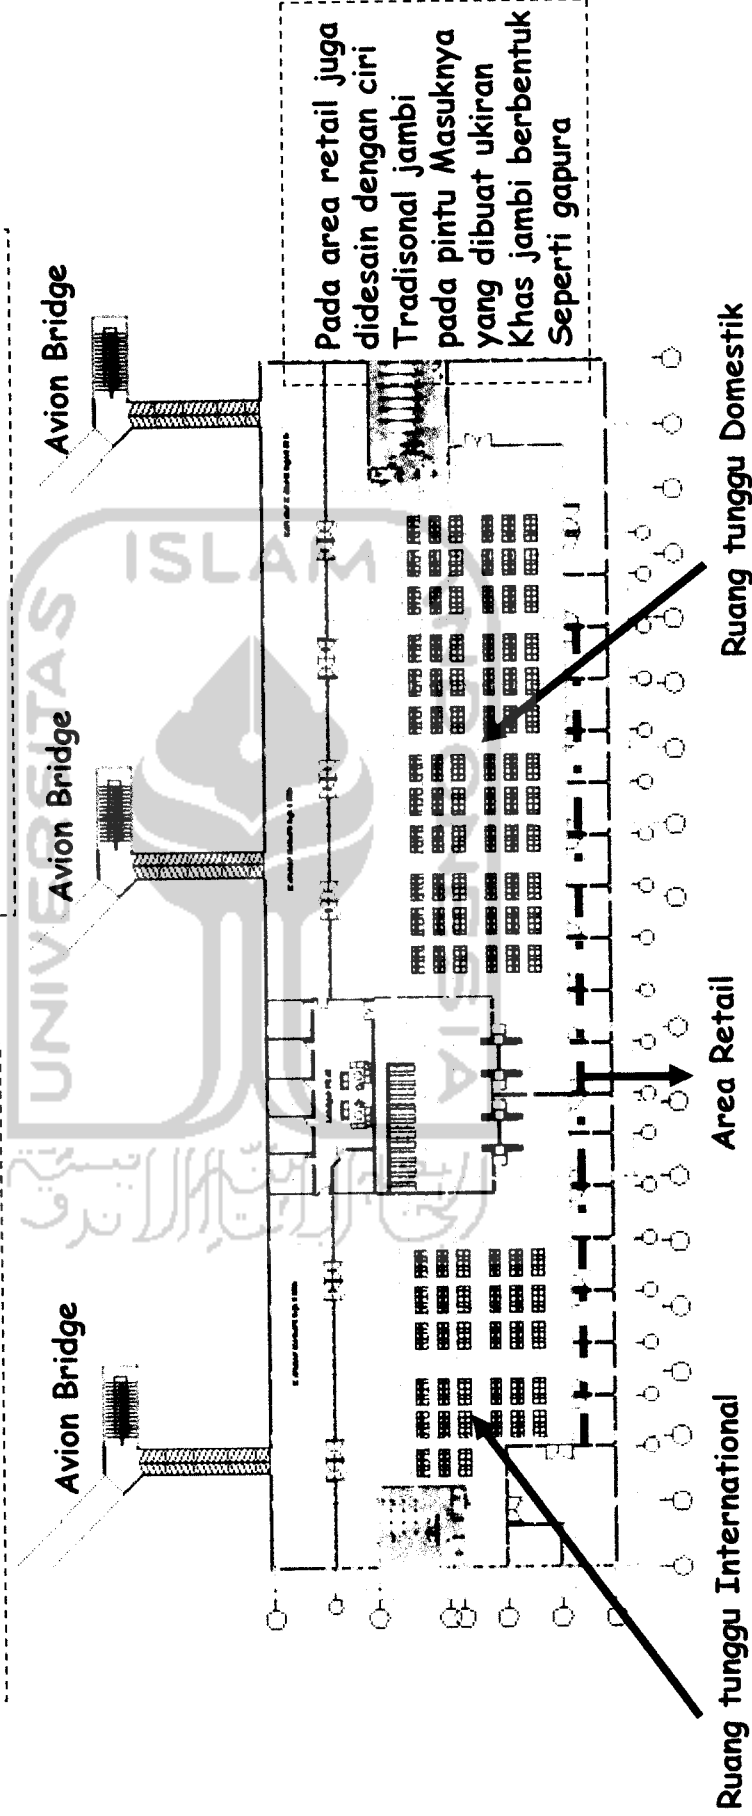 Avion Bridge
Avion Bridge
Avion Bridge
Pada area retail juga
didesain dengan ciri
Tradisonal jambi
pada pintu Masuknya
yang dibuat ukiran
Khas jambi berbentuk
Seperti gapura
Ruang tunggu International
Area Retail
Ruang tunggu Domestik
UNIVERSITAS
ISLAM
INDONESIA